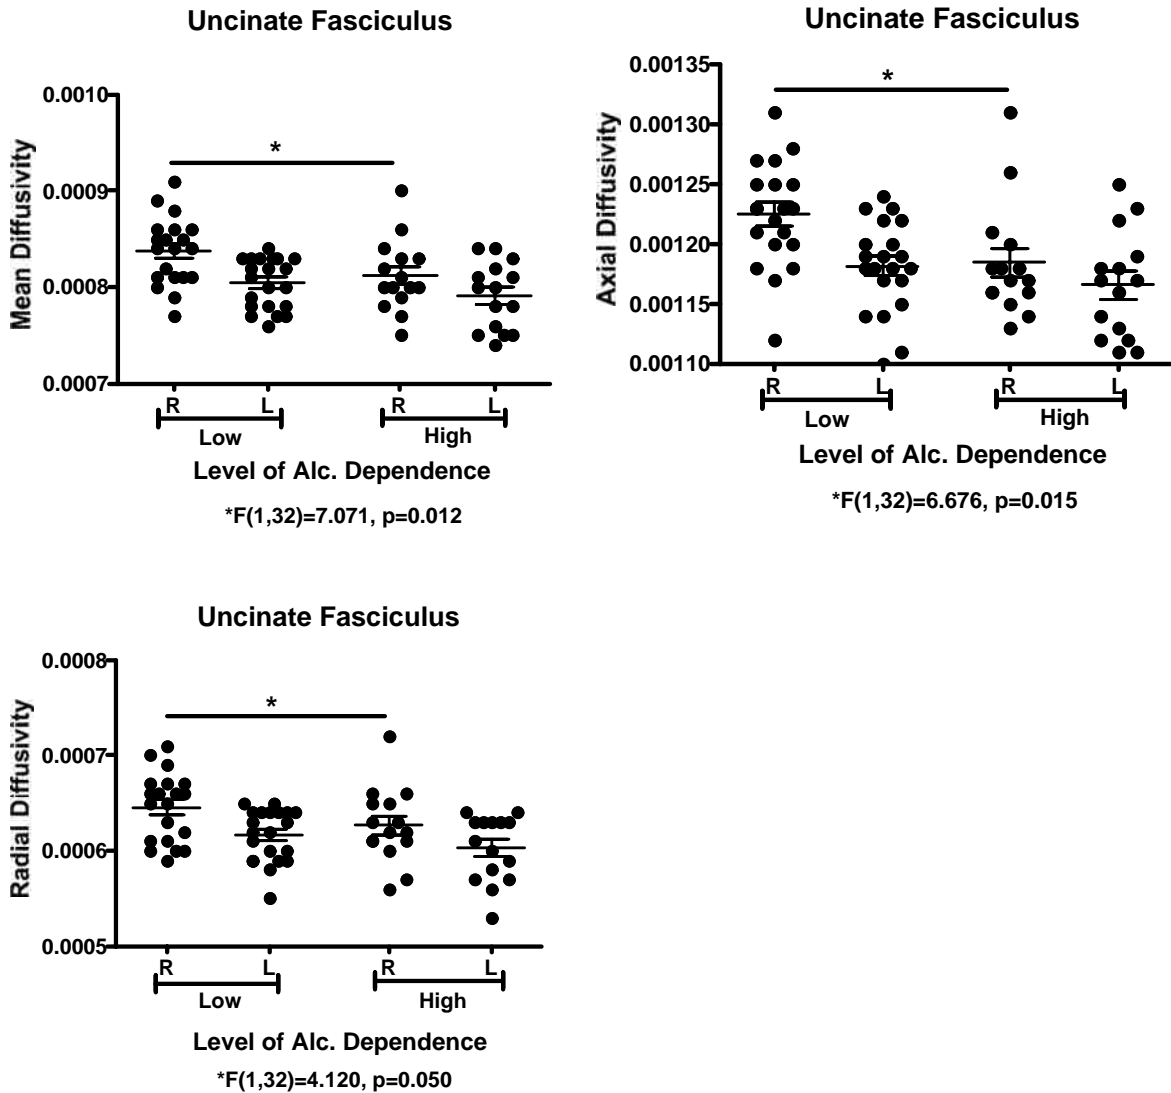 Uncinate Fasciculus
Mean Diffusivity
0.0010
0.0009
0.0008
0.0007
*
R L R L
Low High
Level of Alc. Dependence
*F(1,32)=7.071, p=0.012
Uncinate Fasciculus
Axial Diffusivity
0.00135
0.00130
0.00125
0.00120
0.00115
0.00110
*
R L R L
Low High
Level of Alc. Dependence
*F(1,32)=6.676, p=0.015
Uncinate Fasciculus
Radial Diffusivity
0.0008
0.0007
0.0006
0.0005
*
R L R L
Low High
Level of Alc. Dependence
*F(1,32)=4.120, p=0.050